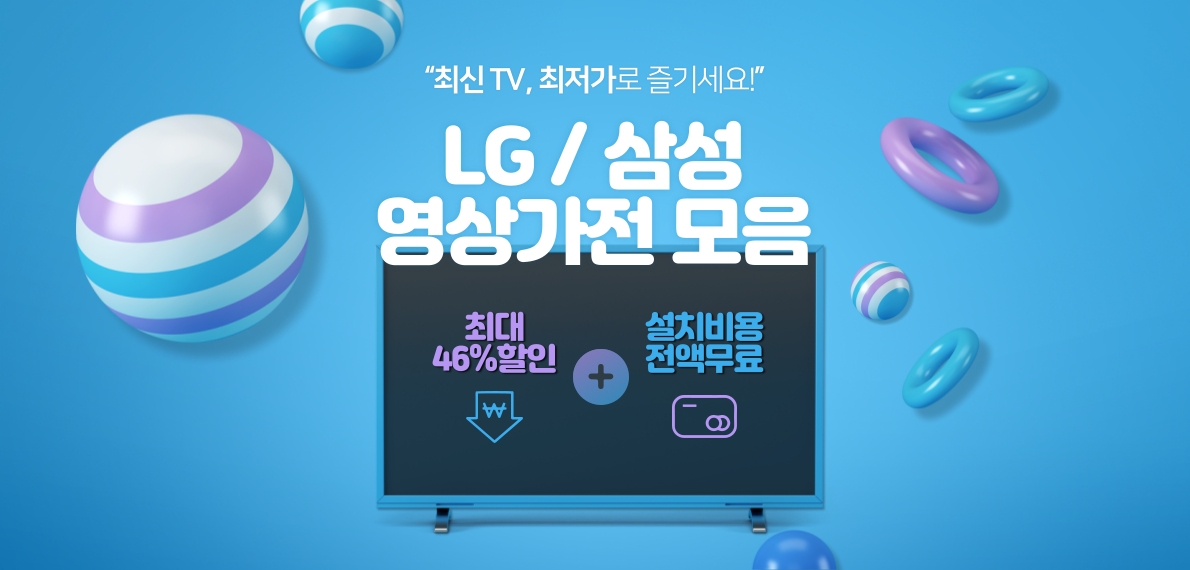 “최신 TV, 최저가로 즐기세요!”
LG / 삼성
영상가전 모음
최대
46%할인
+
설치비용
전액무료
₩